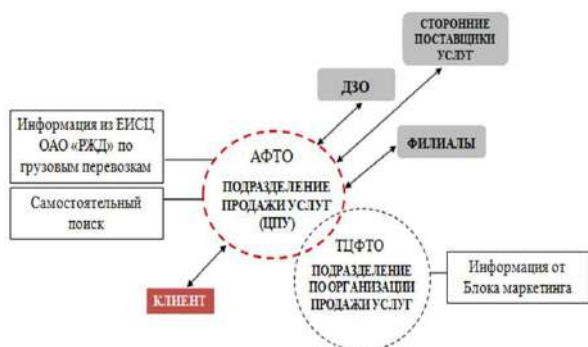 СТОРОННИЕ
ПОСТАВЩИКИ
УСЛУГ
ДЗО
ФИЛИАЛЫ
Информация из ЕИСЦ
ОАО «РЖД» по
грузовым перевозкам
Самостоятельный
поиск
АФТО
ПОДРАЗДЕЛЕНИЕ
ПРОДАЖИ УСЛУГ
(ЦПУ)
КЛИЕНТ
ТЦФТО
ПОДРАЗДЕЛЕНИЕ
ПО ОРГАНИЗАЦИИ
ПРОДАЖИ УСЛУГ
Информация от
Блока маркетинга